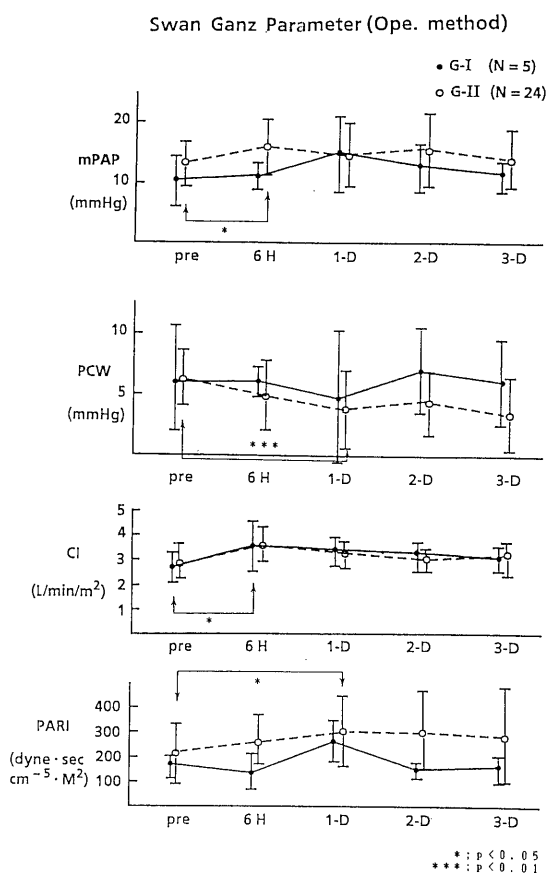 Swan Ganz Parameter (Ope. method)
• G-I (N = 5)
○ G-II (N = 24)
20
mPAP
10
(mmHg)
*
pre 6 H 1-D 2-D 3-D
10
PCW
5
(mmHg)
***
pre 6 H 1-D 2-D 3-D
5
4
CI
3
(L/min/m²)
2
1
*
pre 6 H 1-D 2-D 3-D
*
400
PARI
300
200
(dyne·sec
cm⁻⁵·M²)
100
pre 6 H 1-D 2-D 3-D
* : p < 0.05
*** : p < 0.01